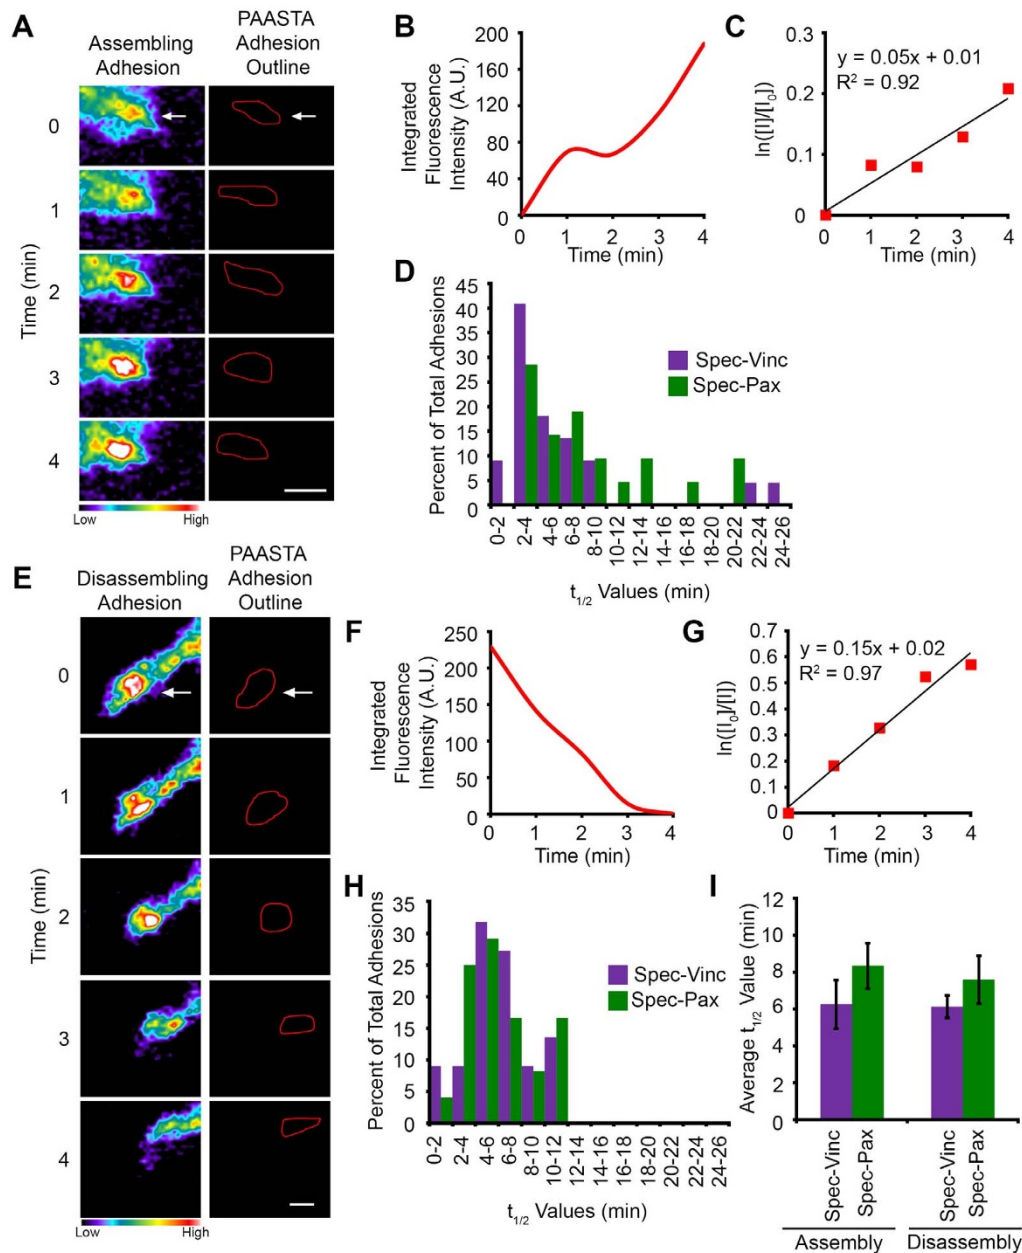 A
Assembling
Adhesion
PAASTA
Adhesion
Outline
0
1
2
3
4
Time (min)
Low
High
B
Integrated
Fluorescence
Intensity (A.U.)
200
160
120
80
40
0
0 1 2 3 4
Time (min)
C
ln([I]/[I₀])
0.3
0.2
0.1
0
y = 0.05x + 0.01
R² = 0.92
0 1 2 3 4
Time (min)
D
Percent of Total Adhesions
45
40
35
30
25
20
15
10
5
0
Spec-Vinc
Spec-Pax
0-2
2-4
4-6
6-8
8-10
10-12
12-14
14-16
16-18
18-20
20-22
22-24
24-26
t₁/₂ Values (min)
E
Disassembling
Adhesion
PAASTA
Adhesion
Outline
0
1
2
3
4
Time (min)
Low
High
F
Integrated
Fluorescence
Intensity (A.U.)
250
200
150
100
50
0
0 1 2 3 4
Time (min)
G
ln([I₀]/[I])
0.7
0.6
0.5
0.4
0.3
0.2
0.1
0
y = 0.15x + 0.02
R² = 0.97
0 1 2 3 4
Time (min)
H
Percent of Total Adhesions
35
30
25
20
15
10
5
0
Spec-Vinc
Spec-Pax
0-2
2-4
4-6
6-8
8-10
10-12
12-14
14-16
16-18
18-20
20-22
22-24
24-26
t₁/₂ Values (min)
I
Average t₁/₂ Value (min)
12
10
8
6
4
2
0
Spec-Vinc
Spec-Pax
Spec-Vinc
Spec-Pax
Assembly
Disassembly